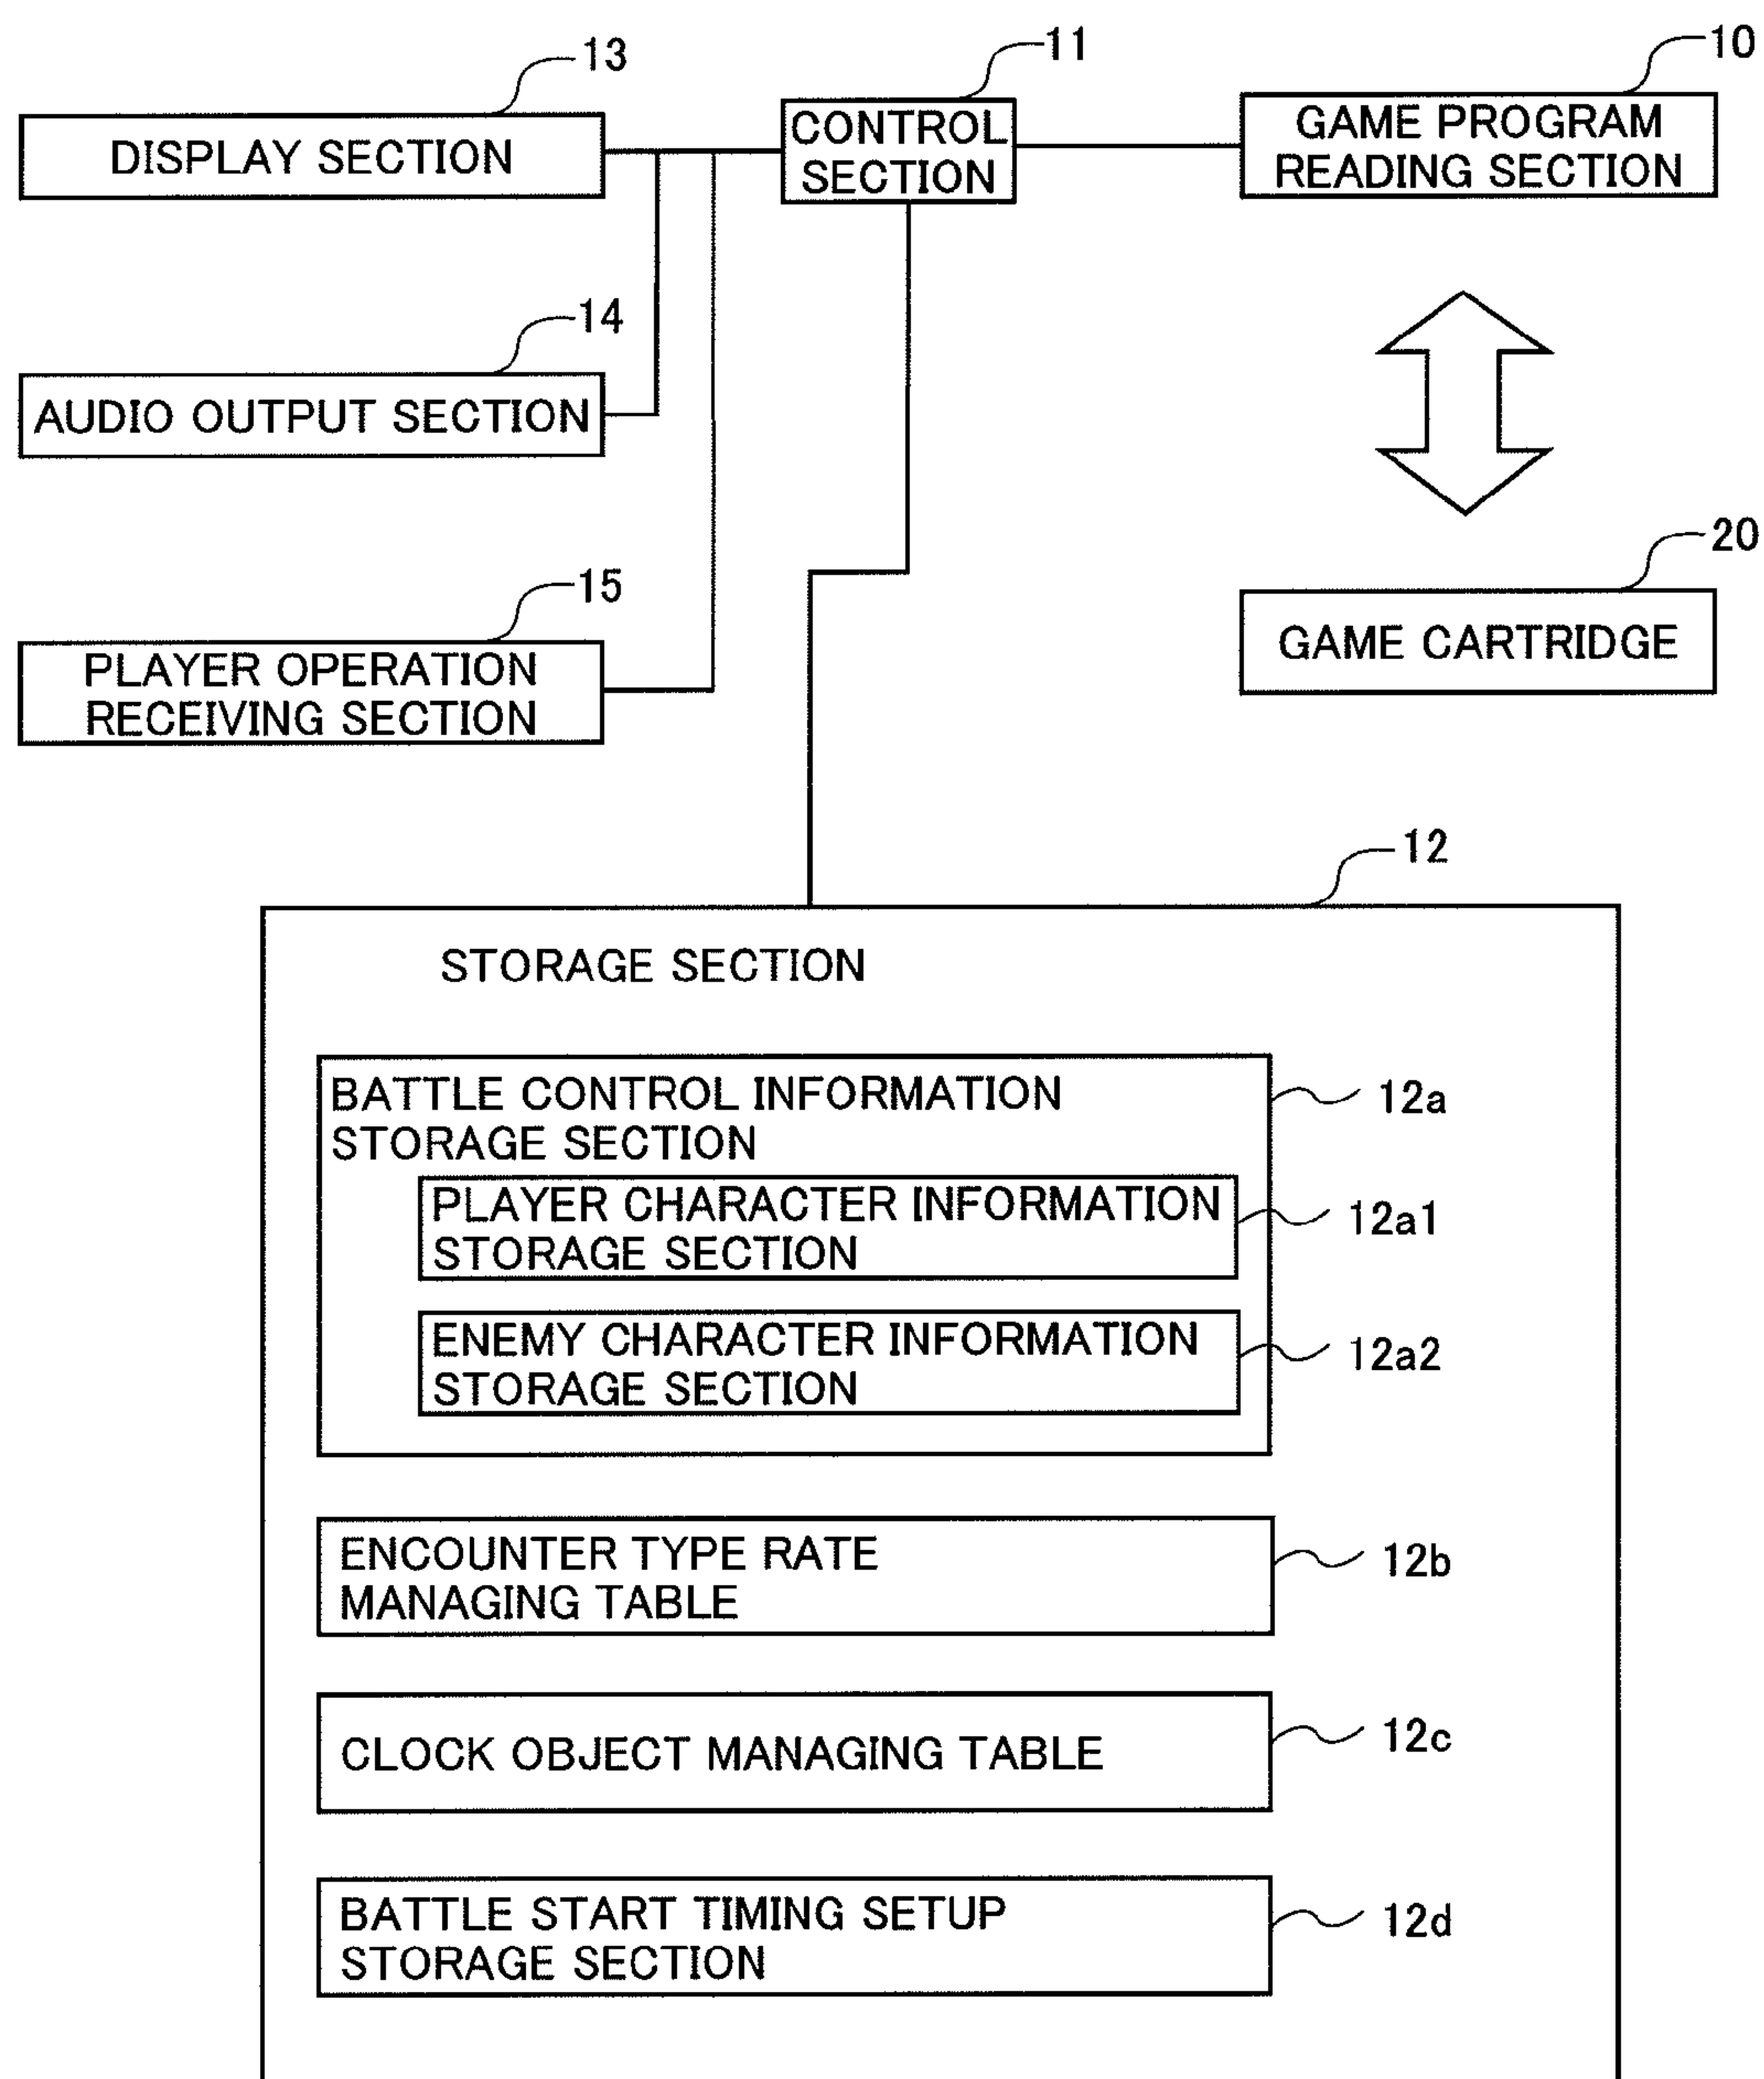 13
DISPLAY SECTION
11
CONTROL
SECTION
10
GAME PROGRAM
READING SECTION
14
AUDIO OUTPUT SECTION
20
GAME CARTRIDGE
15
PLAYER OPERATION
RECEIVING SECTION
12
STORAGE SECTION
BATTLE CONTROL INFORMATION
STORAGE SECTION
12a
PLAYER CHARACTER INFORMATION
STORAGE SECTION
12a1
ENEMY CHARACTER INFORMATION
STORAGE SECTION
12a2
ENCOUNTER TYPE RATE
MANAGING TABLE
12b
CLOCK OBJECT MANAGING TABLE
12c
BATTLE START TIMING SETUP
STORAGE SECTION
12d